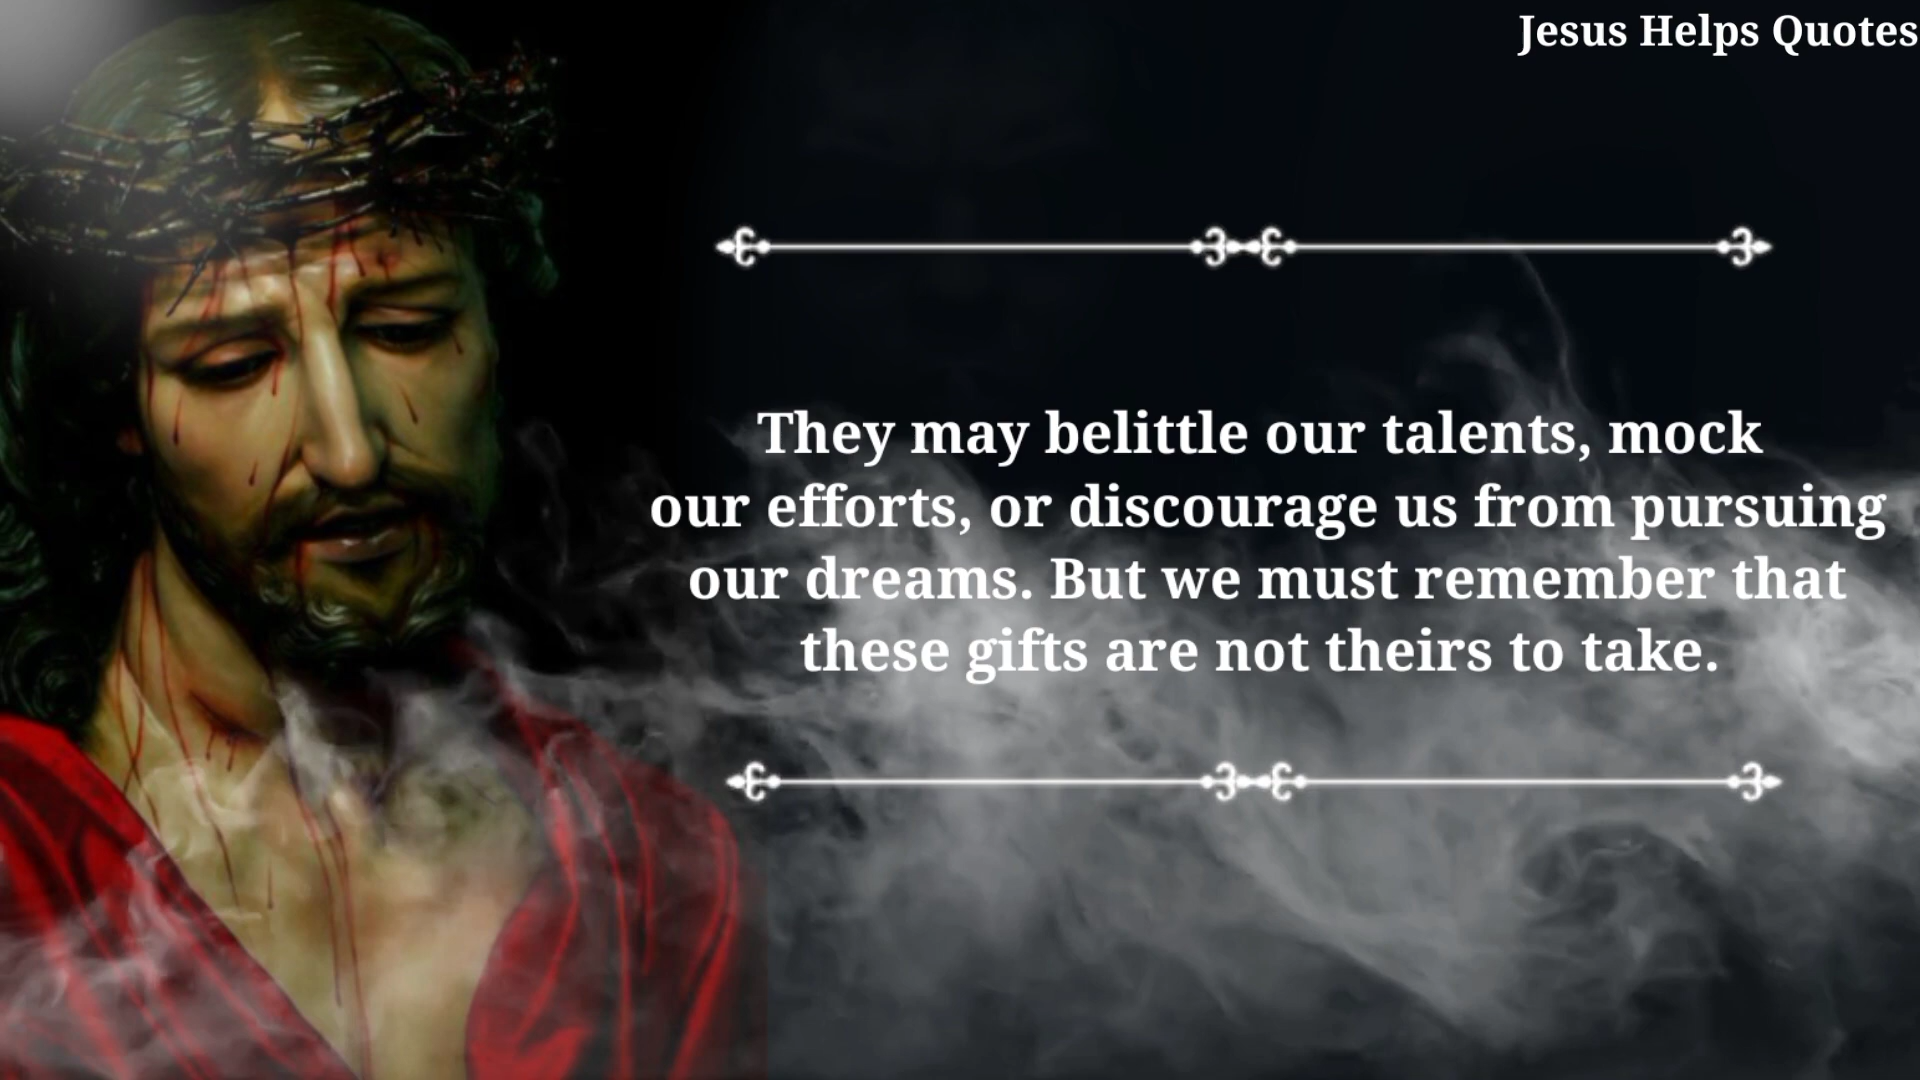 Jesus Helps Quotes
They may belittle our talents, mock
our efforts, or discourage us from pursuing
our dreams. But we must remember that
these gifts are not theirs to take.